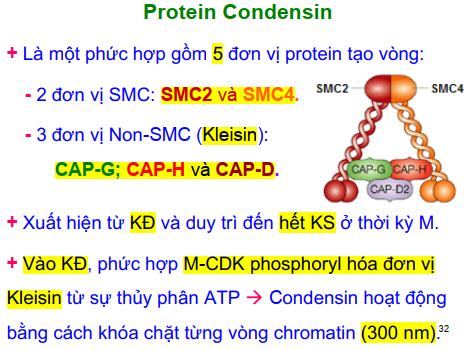 Protein Condensin
+ Là một phức hợp gồm 5 đơn vị protein tạo vòng:
- 2 đơn vị SMC: SMC2 và SMC4.
- 3 đơn vị Non-SMC (Kleisin):
CAP-G; CAP-H và CAP-D.
SMC2
SMC4
CAP-G
CAP-H
CAP-D2
+ Xuất hiện từ KĐ và duy trì đến hết KS ở thời kỳ M.
+ Vào KĐ, phức hợp M-CDK phosphoryl hóa đơn vị
Kleisin từ sự thủy phân ATP → Condensin hoạt động
bằng cách khóa chặt từng vòng chromatin (300 nm).32